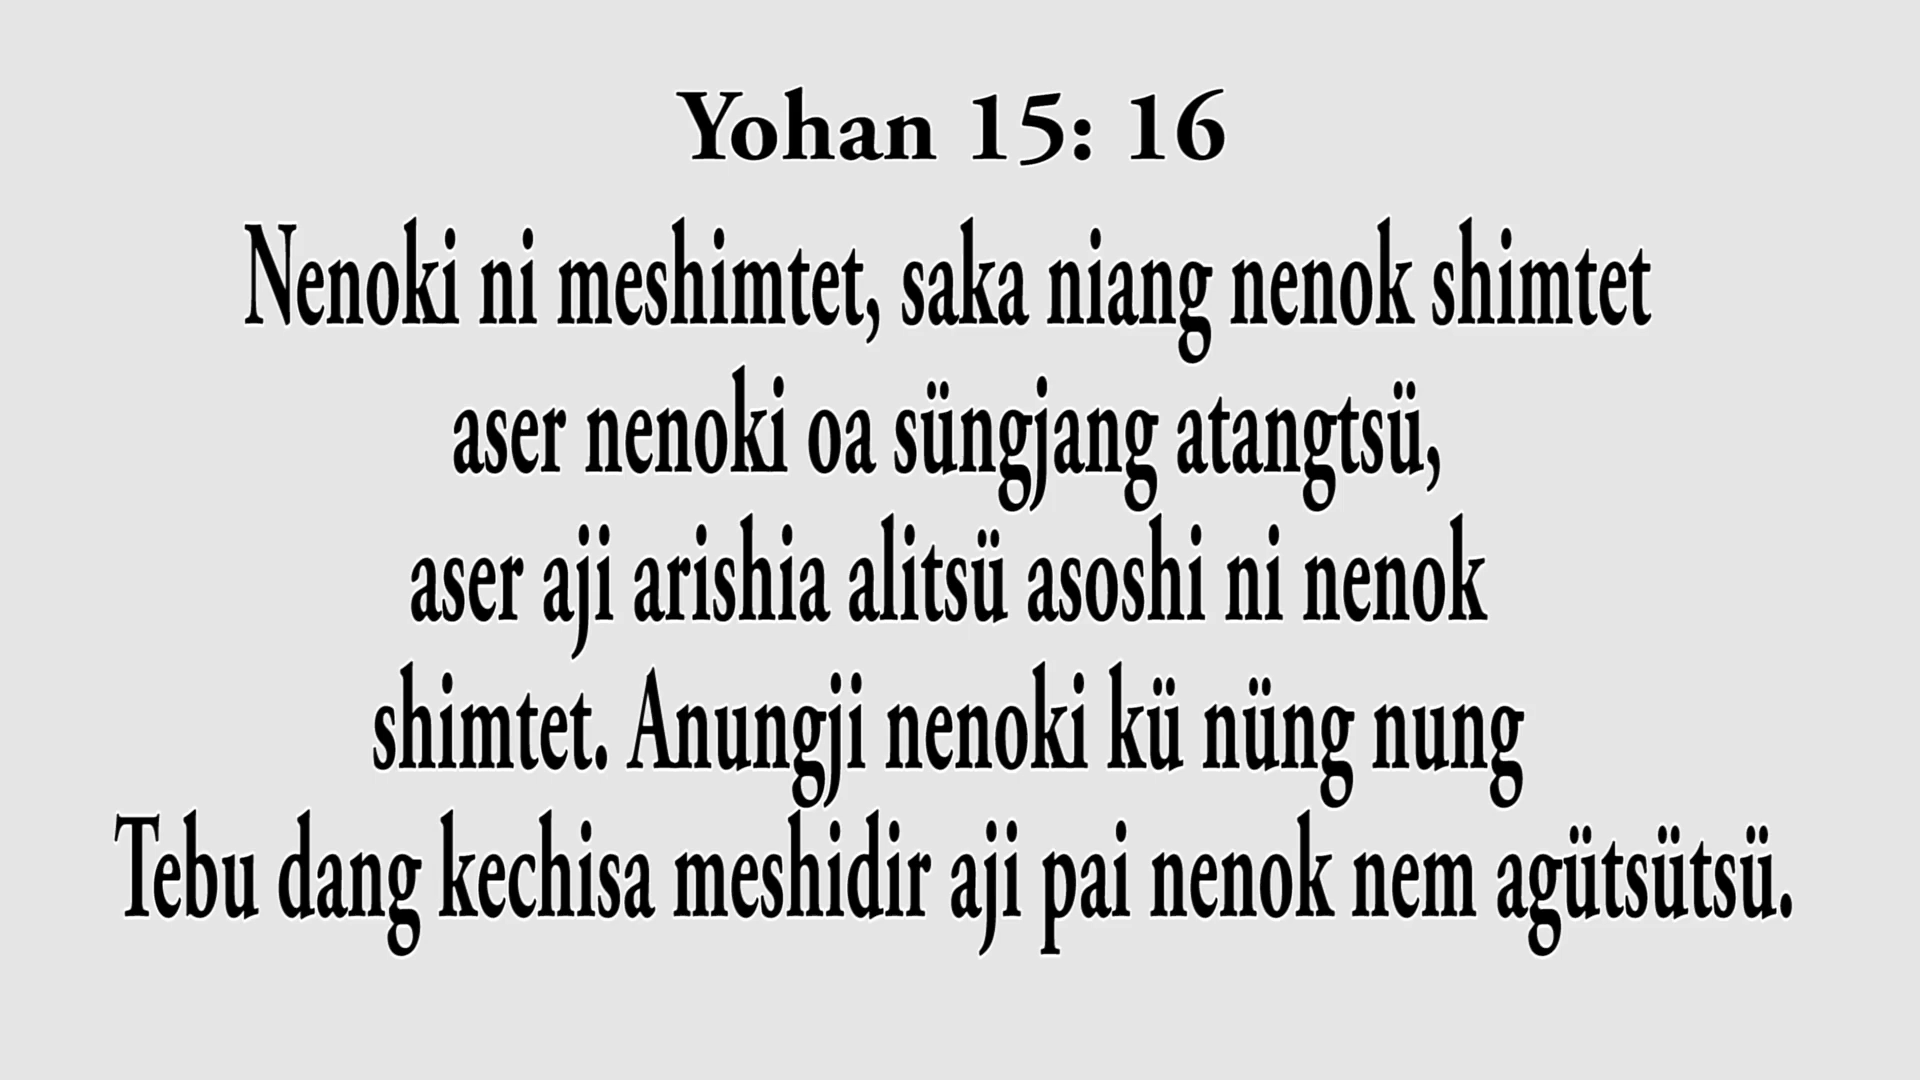 Yohan 15: 16
Nenoki ni meshimtet, saka niang nenok shimtet
aser nenoki oa süngjang atangtsü,
aser aji arishia alitsü asoshi ni nenok
shimtet. Anungji nenoki kü nüng nung
Tebu dang kechisa meshidir aji pai nenok nem agütsütsü.